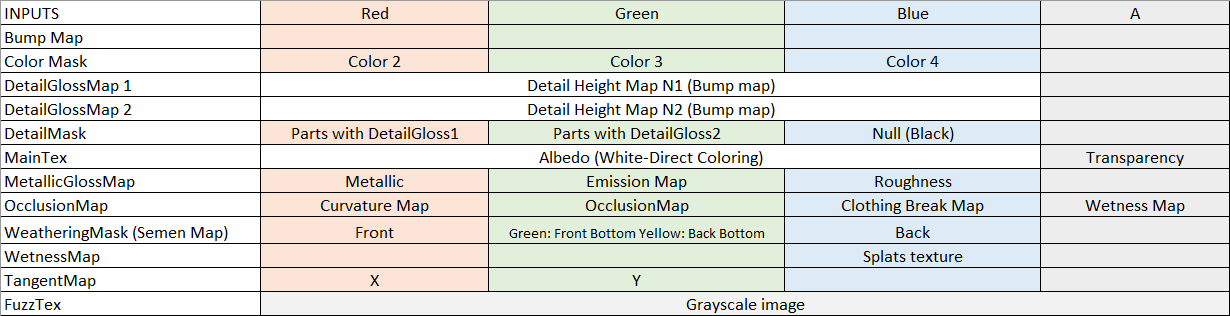 INPUTS Red Green Blue A
Bump Map
Color Mask Color 2 Color 3 Color 4
DetailGlossMap 1 Detail Height Map N1 (Bump map)
DetailGlossMap 2 Detail Height Map N2 (Bump map)
DetailMask Parts with DetailGloss1 Parts with DetailGloss2 Null (Black)
MainTex Albedo (White-Direct Coloring) Transparency
MetallicGlossMap Metallic Emission Map Roughness
OcclusionMap Curvature Map OcclusionMap Clothing Break Map Wetness Map
WeatheringMask (Semen Map) Front Green: Front Bottom Yellow: Back Bottom Back
WetnessMap Splats texture
TangentMap X Y
FuzzTex Grayscale image